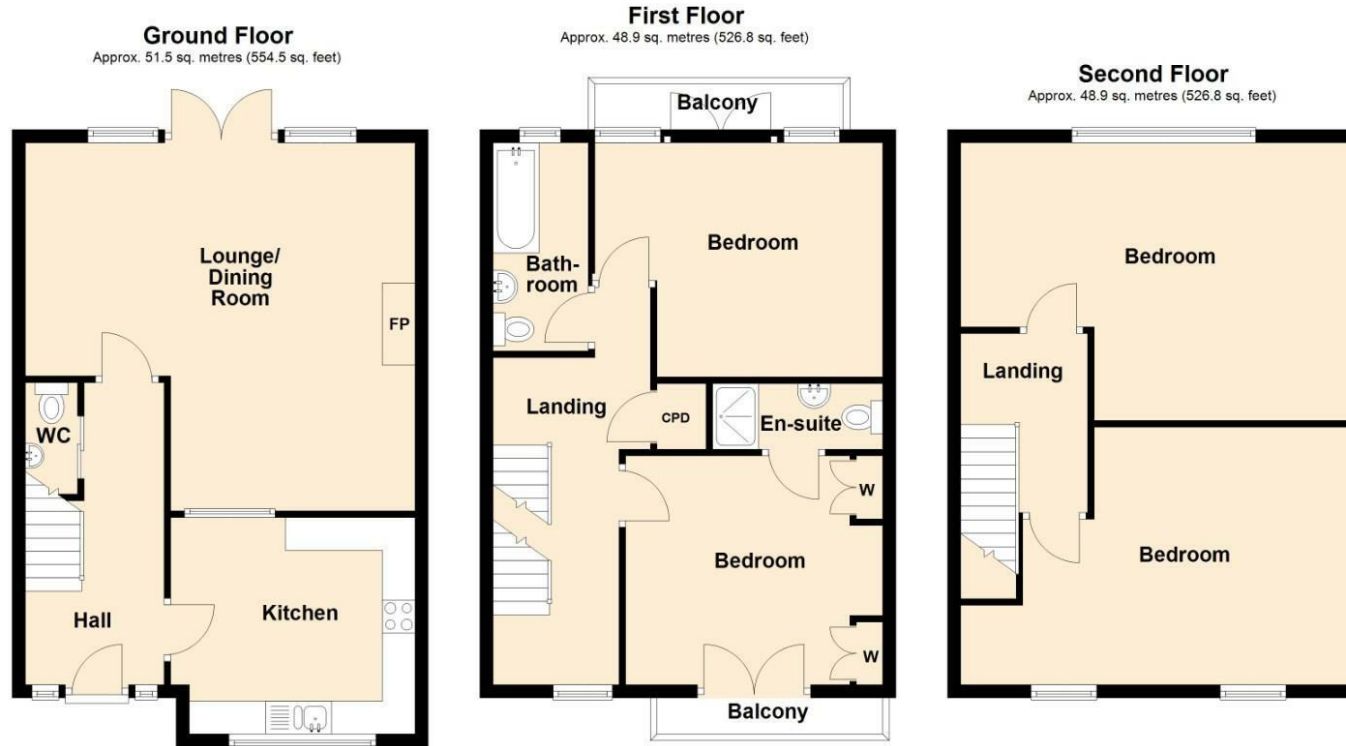 Ground Floor
Approx. 51.5 sq. metres (554.5 sq. feet)
Lounge/
Dining
Room
FP
WC
Hall
Kitchen
First Floor
Approx. 48.9 sq. metres (526.8 sq. feet)
Balcony
Bath-
room
Bedroom
Landing
CPD
En-suite
W
Bedroom
W
Balcony
Second Floor
Approx. 48.9 sq. metres (526.8 sq. feet)
Bedroom
Landing
Bedroom